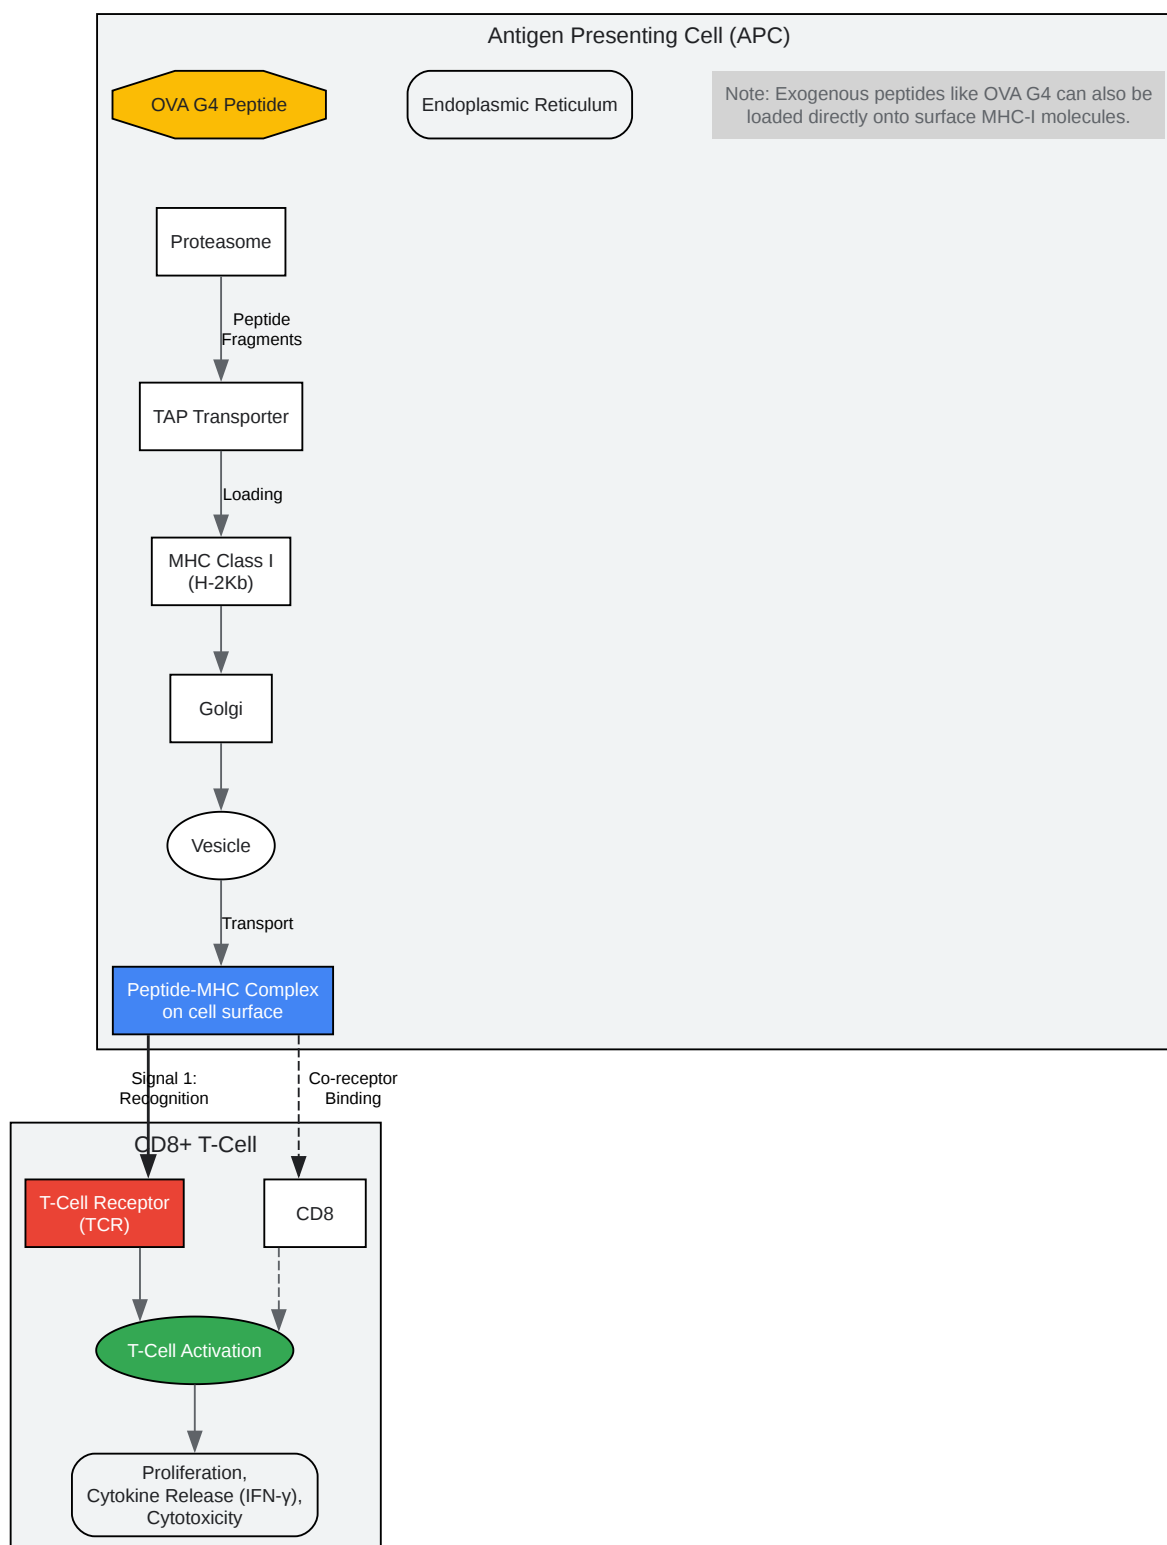 Antigen Presenting Cell (APC)
OVA G4 Peptide
Endoplasmic Reticulum
Note: Exogenous peptides like OVA G4 can also be
loaded directly onto surface MHC-I molecules.
Proteasome
Peptide
Fragments
TAP Transporter
Loading
MHC Class I
(H-2Kb)
Golgi
Vesicle
Transport
Peptide-MHC Complex
on cell surface
Signal 1:
Recognition
Co-receptor
Binding
CD8+ T-Cell
T-Cell Receptor
(TCR)
CD8
T-Cell Activation
Proliferation,
Cytokine Release (IFN-γ),
Cytotoxicity